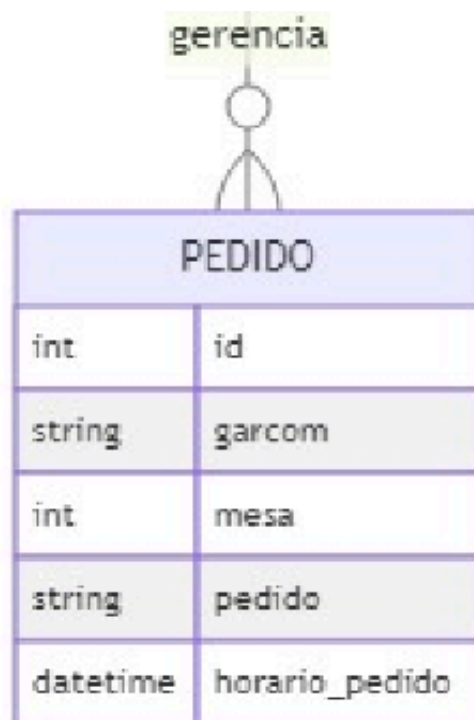 gerencia
PEDIDO
int id
string garcom
int mesa
string pedido
datetime horario_pedido